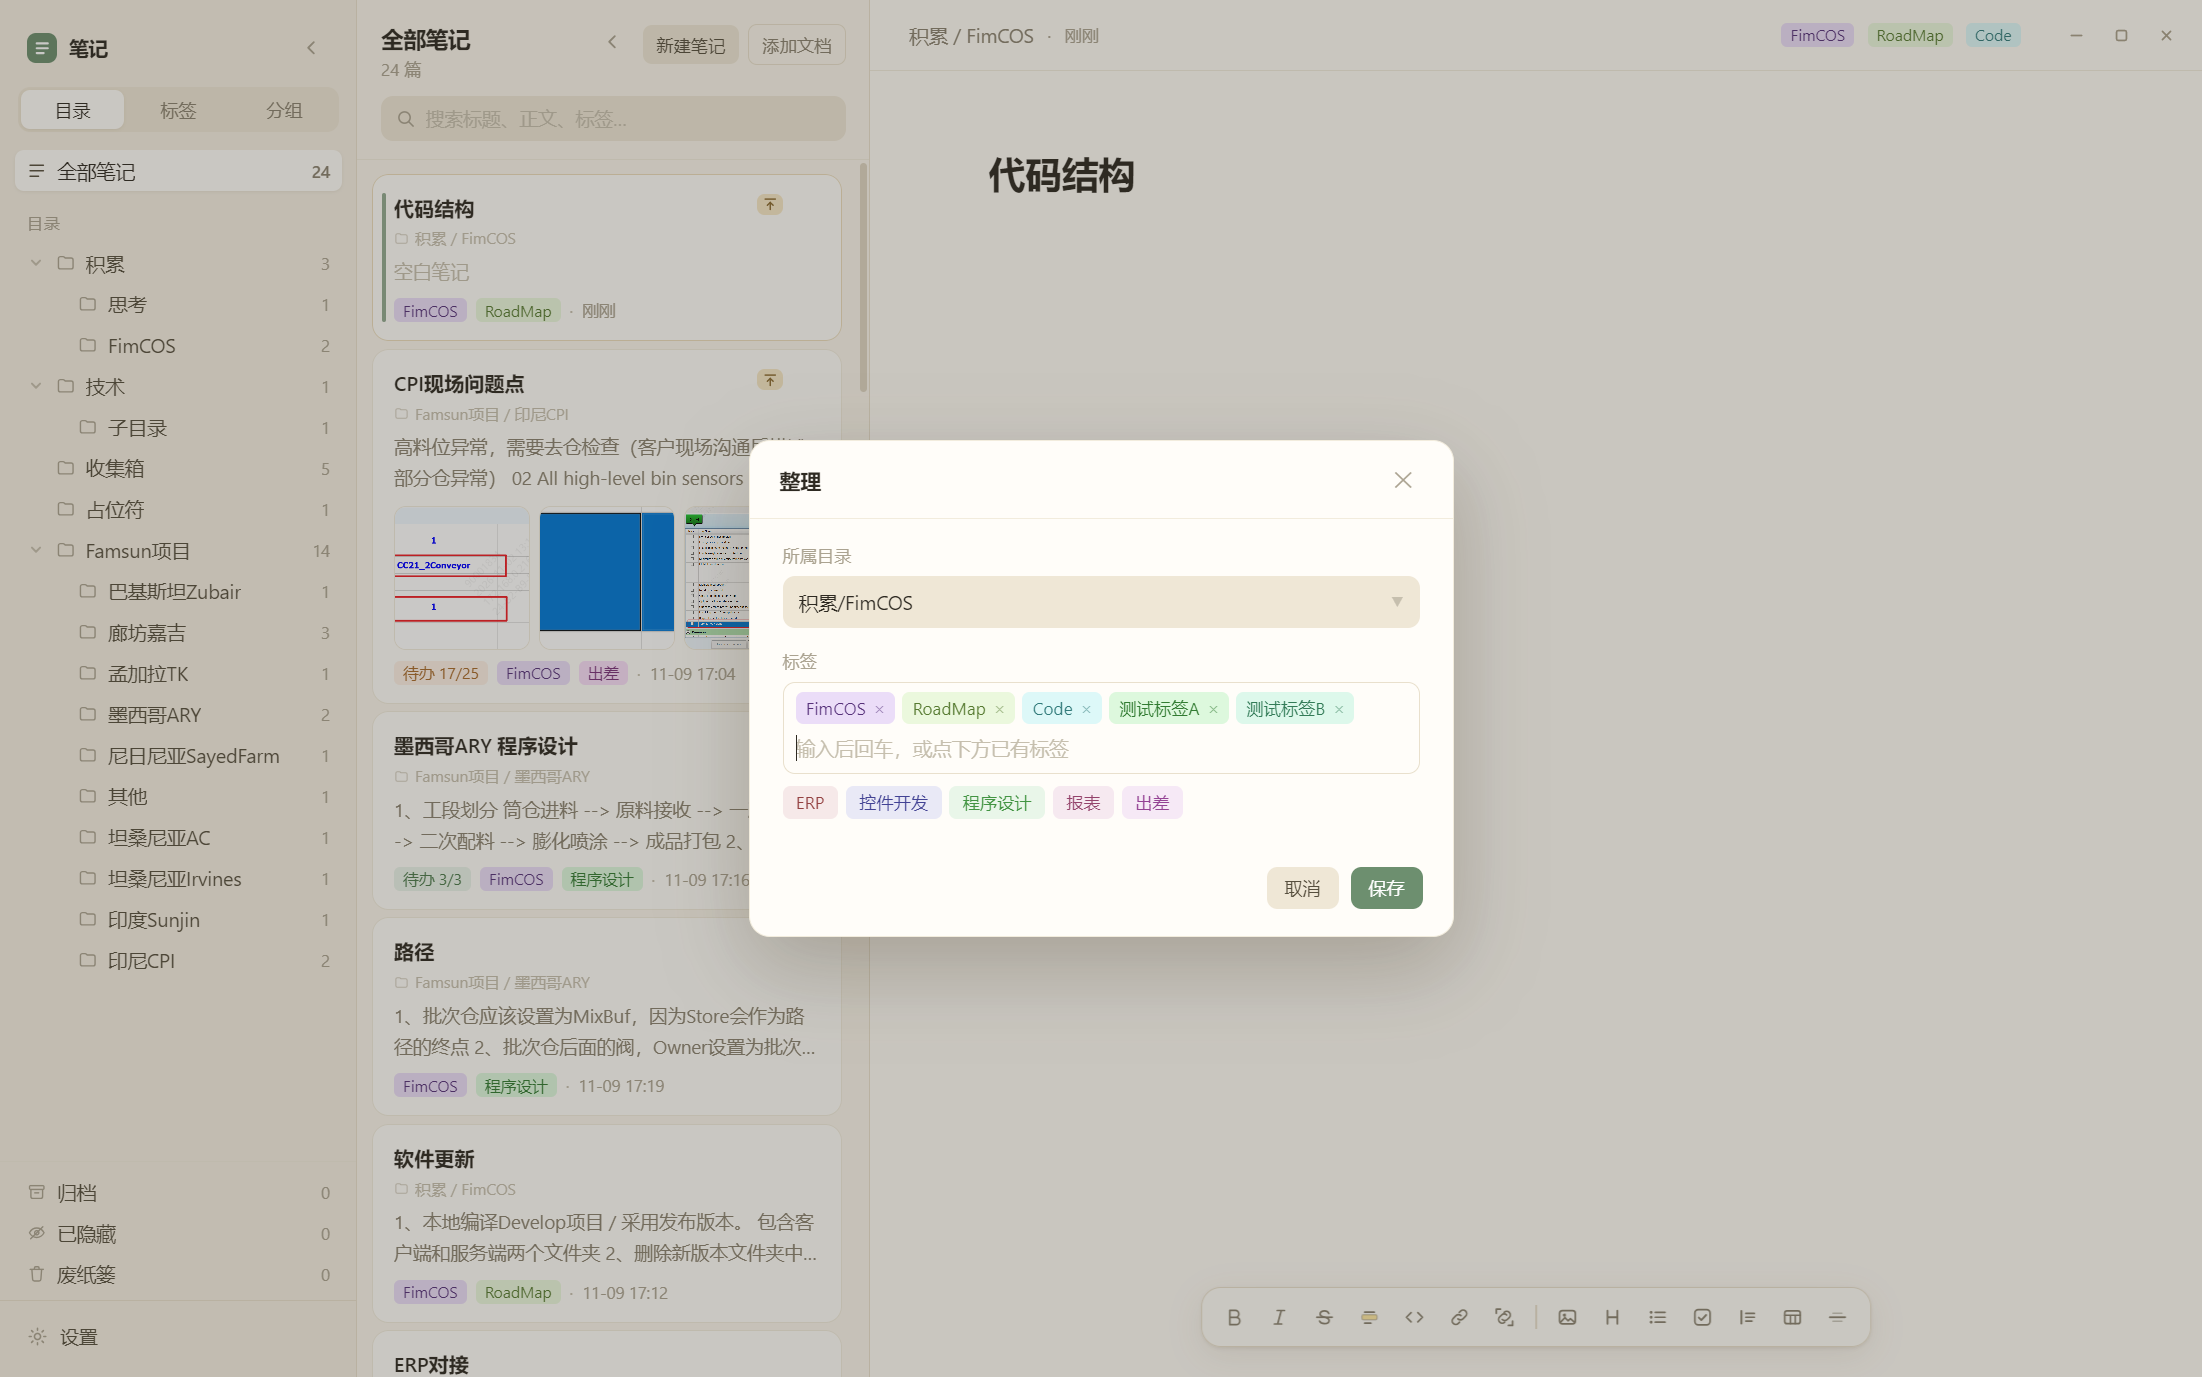 笔记
目录
标签
分组
全部笔记 24
目录
积累 3
思考 1
FimCOS 2
技术 1
子目录 1
收集箱 5
占位符 1
Famsun项目 14
巴基斯坦Zubair 1
廊坊嘉吉 3
孟加拉TK 1
墨西哥ARY 2
尼日尼亚SayedFarm 1
其他 1
坦桑尼亚AC 1
坦桑尼亚Irvines 1
印度Sunjin 1
印尼CPI 2
归档 0
已隐藏 0
废纸篓 0
设置
全部笔记
24 篇
新建笔记
添加文档
搜索标题、正文、标签...
代码结构
积累 / FimCOS
空白笔记
FimCOS RoadMap · 刚刚
CPI现场问题点
Famsun项目 / 印尼CPI
高料位异常，需要去仓检查（客户现场沟通
部分仓异常） 02 All high-level bin sensors
1
CC21_2Conveyor
1
待办 17/25 FimCOS 出差 · 11-09 17:04
墨西哥ARY 程序设计
Famsun项目 / 墨西哥ARY
1、工段划分 筒仓进料 --> 原料接收 --> 一
-> 二次配料 --> 膨化喷涂 --> 成品打包 2、
待办 3/3 FimCOS 程序设计 · 11-09 17:16
路径
Famsun项目 / 墨西哥ARY
1、批次仓应该设置为MixBuf，因为Store会作为路
径的终点 2、批次仓后面的阀，Owner设置为批次...
FimCOS 程序设计 · 11-09 17:19
软件更新
积累 / FimCOS
1、本地编译Develop项目 / 采用发布版本。 包含客
户端和服务端两个文件夹 2、删除新版本文件夹中...
FimCOS RoadMap · 11-09 17:12
ERP对接
积累 / FimCOS · 刚刚
FimCOS RoadMap Code
代码结构
整理
所属目录
积累/FimCOS
标签
FimCOS × RoadMap × Code × 测试标签A × 测试标签B ×
输入后回车，或点下方已有标签
ERP 控件开发 程序设计 报表 出差
取消 保存